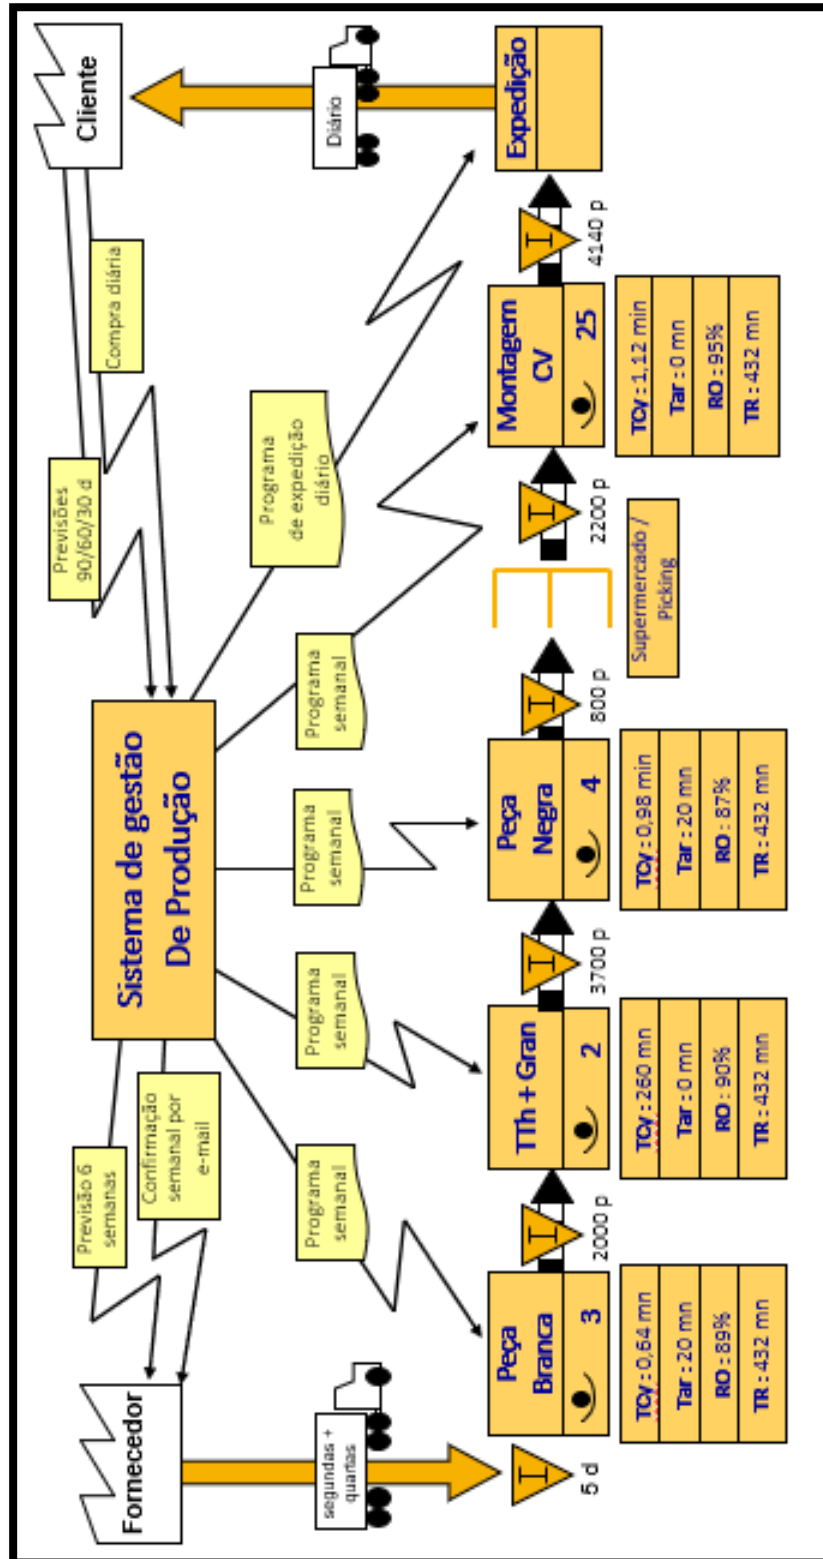 Fornecedor
Previsão 6
semanas
Confirmação
semanal por
e-mail
Sistema de gestão
De Produção
Previsões
90/60/30 d
Compra diária
Cliente
segundas +
quartas
Programa
semanal
Programa
semanal
Programa
semanal
Programa
semanal
Programa
de expedição
diário
Diário
I
5 d
Peça
Branca
3
I
2000 p
TTh + Gran
2
I
3700 p
Peça
Negra
4
I
800 p
I
2200 p
Montagem
CV
25
I
4140 p
Expedição
TCy : 0,64 mn
Tar : 20 mn
RO : 89%
TR : 432 mn
TCy : 260 mn
Tar : 0 mn
RO : 90%
TR : 432 mn
TCy : 0,98 min
Tar : 20 mn
RO : 87%
TR : 432 mn
Supermercado /
Picking
TCy : 1,12 min
Tar : 0 mn
RO : 95%
TR : 432 mn